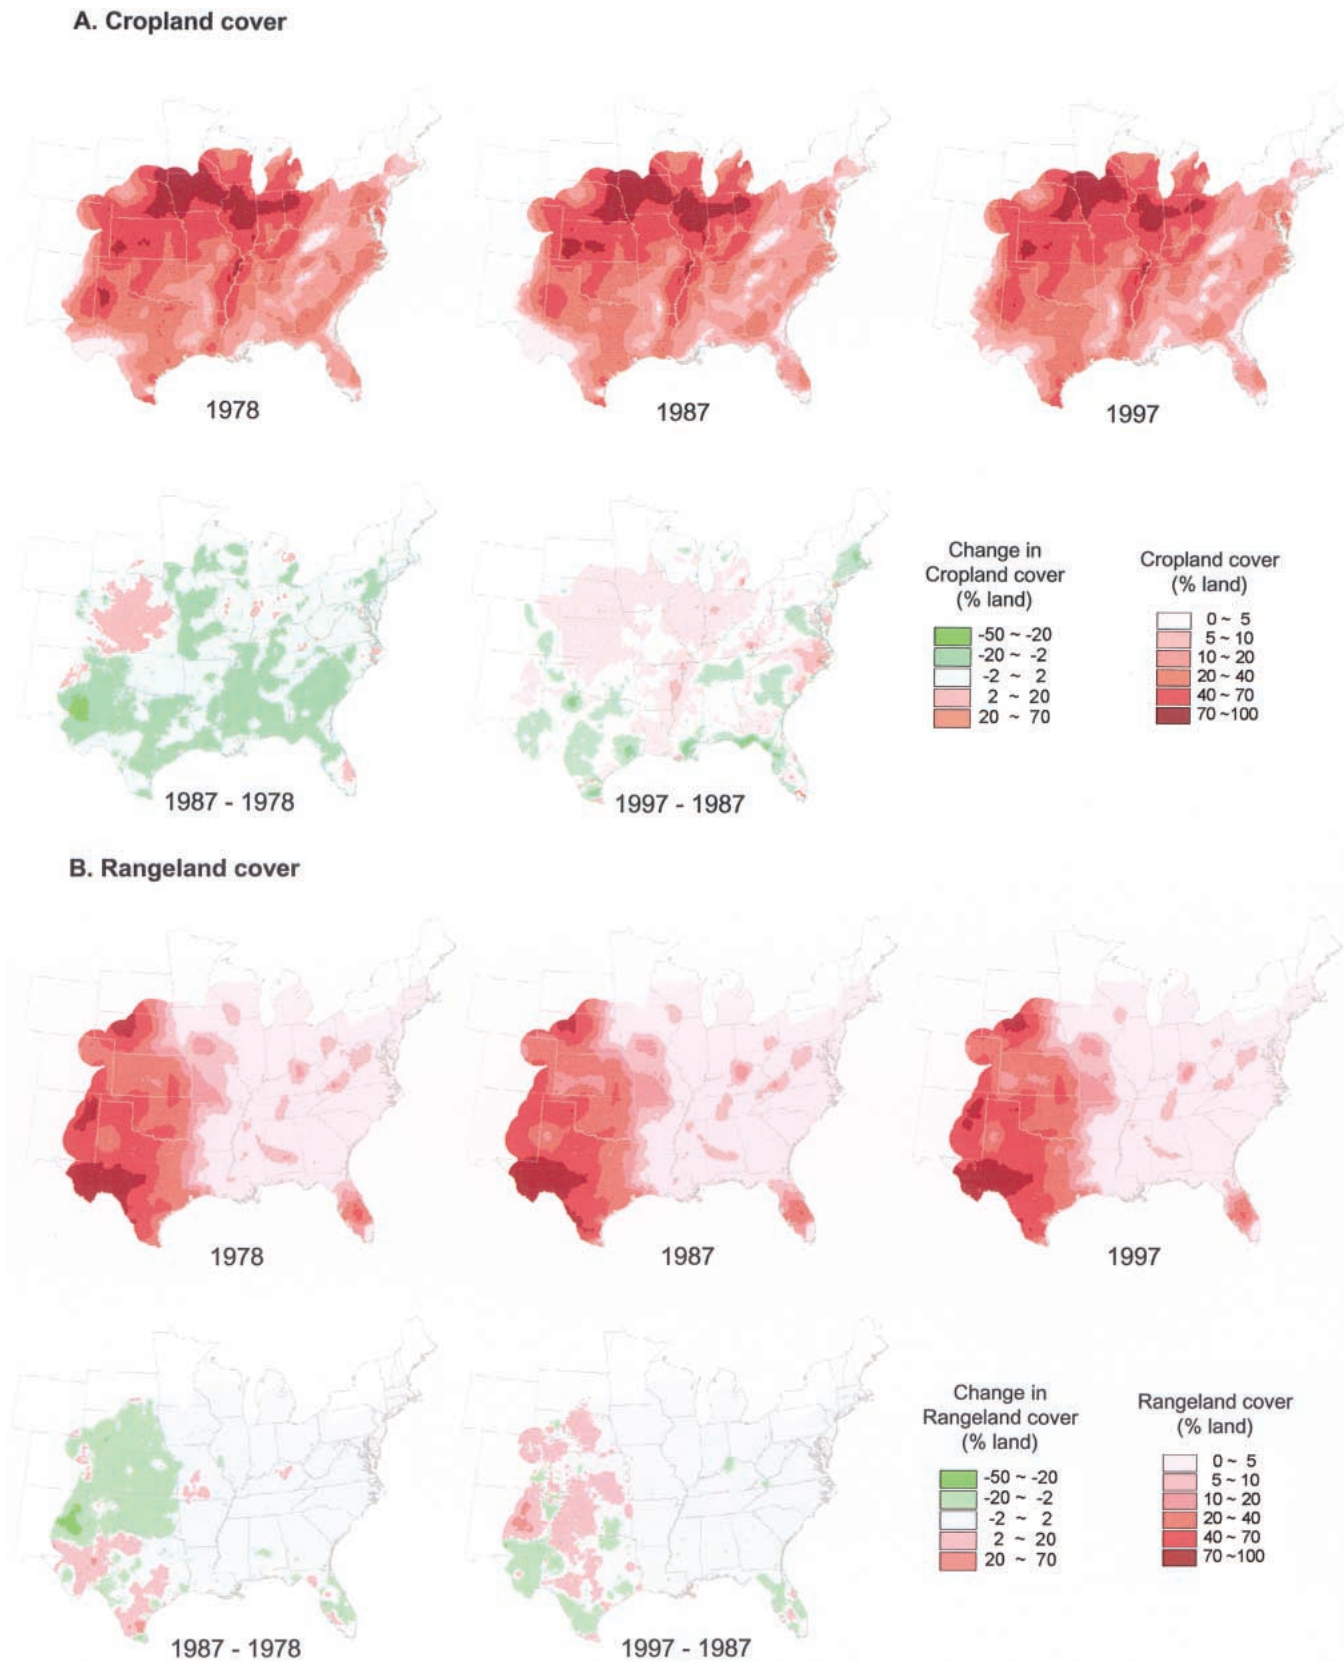 A. Cropland cover
1978
1987
1997
1987 - 1978
1997 - 1987
Change in
Cropland cover
(% land)
-50 ~ -20
-20 ~ -2
-2 ~ 2
2 ~ 20
20 ~ 70
Cropland cover
(% land)
0 ~ 5
5 ~ 10
10 ~ 20
20 ~ 40
40 ~ 70
70 ~100
B. Rangeland cover
1978
1987
1997
1987 - 1978
1997 - 1987
Change in
Rangeland cover
(% land)
-50 ~ -20
-20 ~ -2
-2 ~ 2
2 ~ 20
20 ~ 70
Rangeland cover
(% land)
0 ~ 5
5 ~ 10
10 ~ 20
20 ~ 40
40 ~ 70
70 ~100